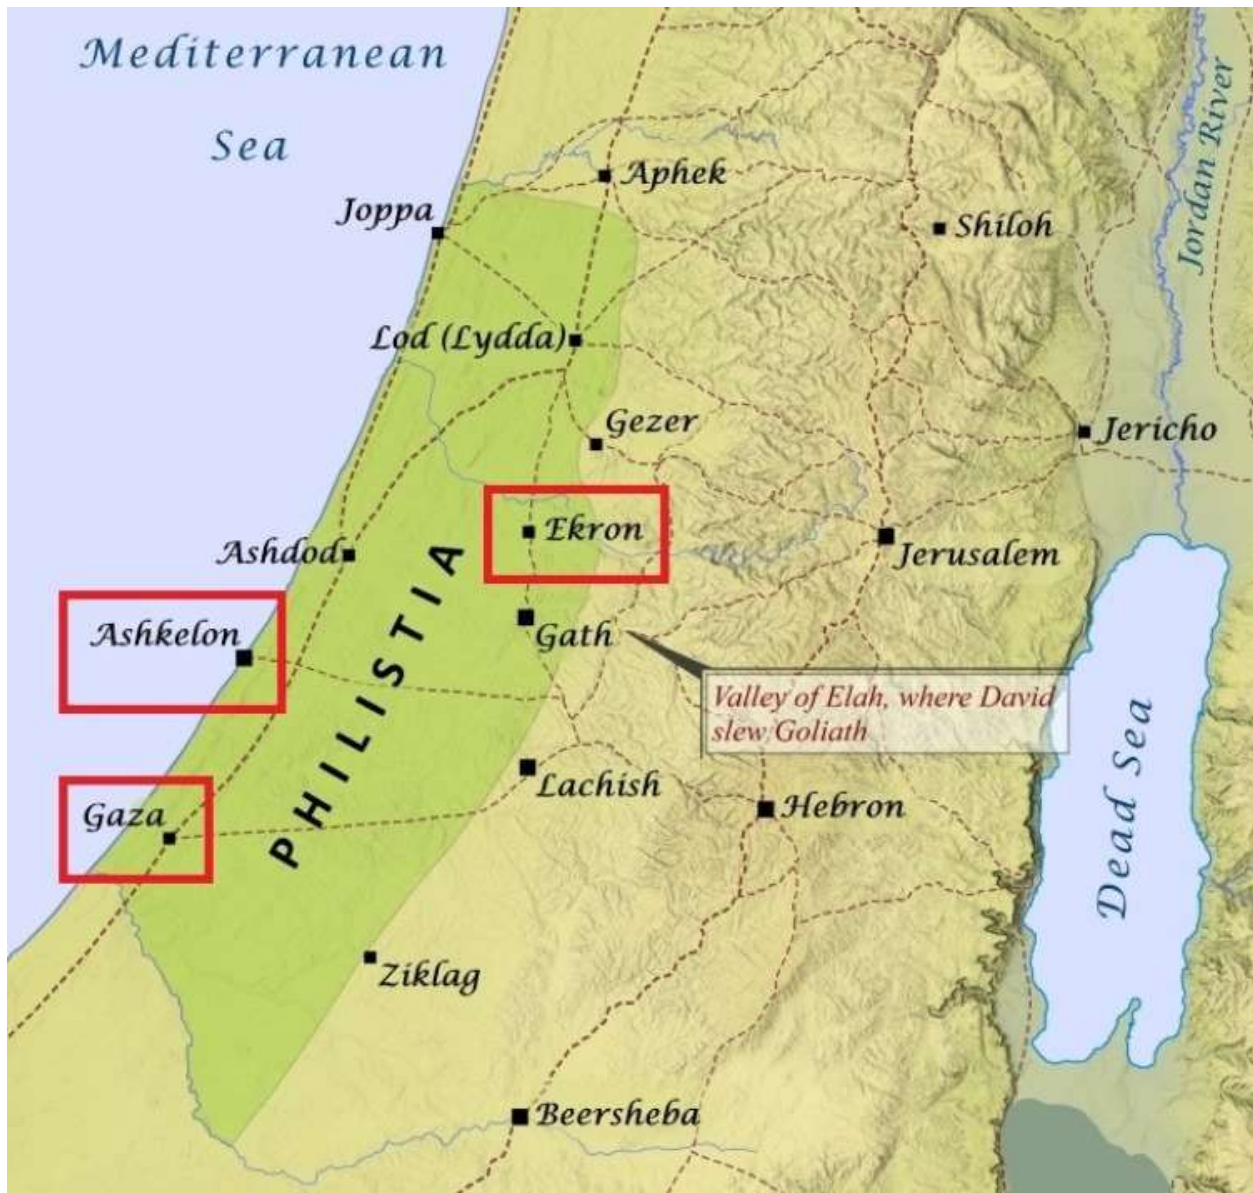 Mediterranean
Sea
Jordan River
Aphek
Joppa
Shiloh
Lod (Lydda)
Gezer
Jericho
Ekron
Ashdod
Jerusalem
PHILISTIA
Ashkelon
Gath
Valley of Elah, where David
slew Goliath
Lachish
Gaza
Hebron
Dead Sea
Ziklag
Beersheba